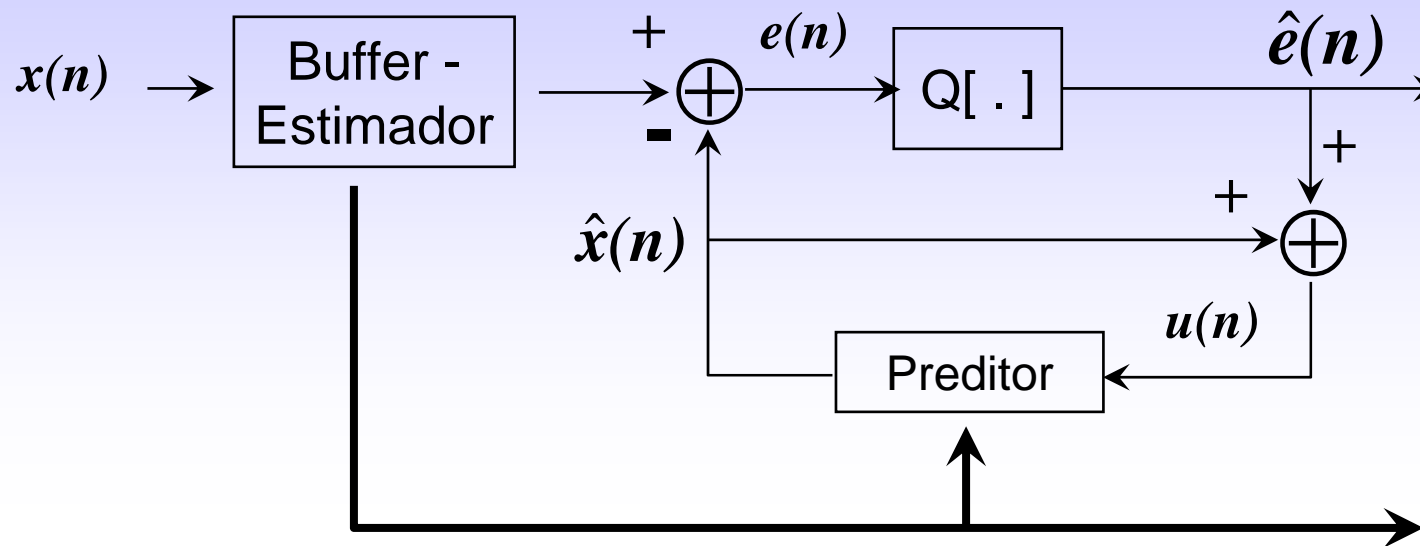 x(n)
Buffer -
Estimador
+
-
e(n)
Q[ . ]
ê(n)
+
+
x̂(n)
u(n)
Preditor